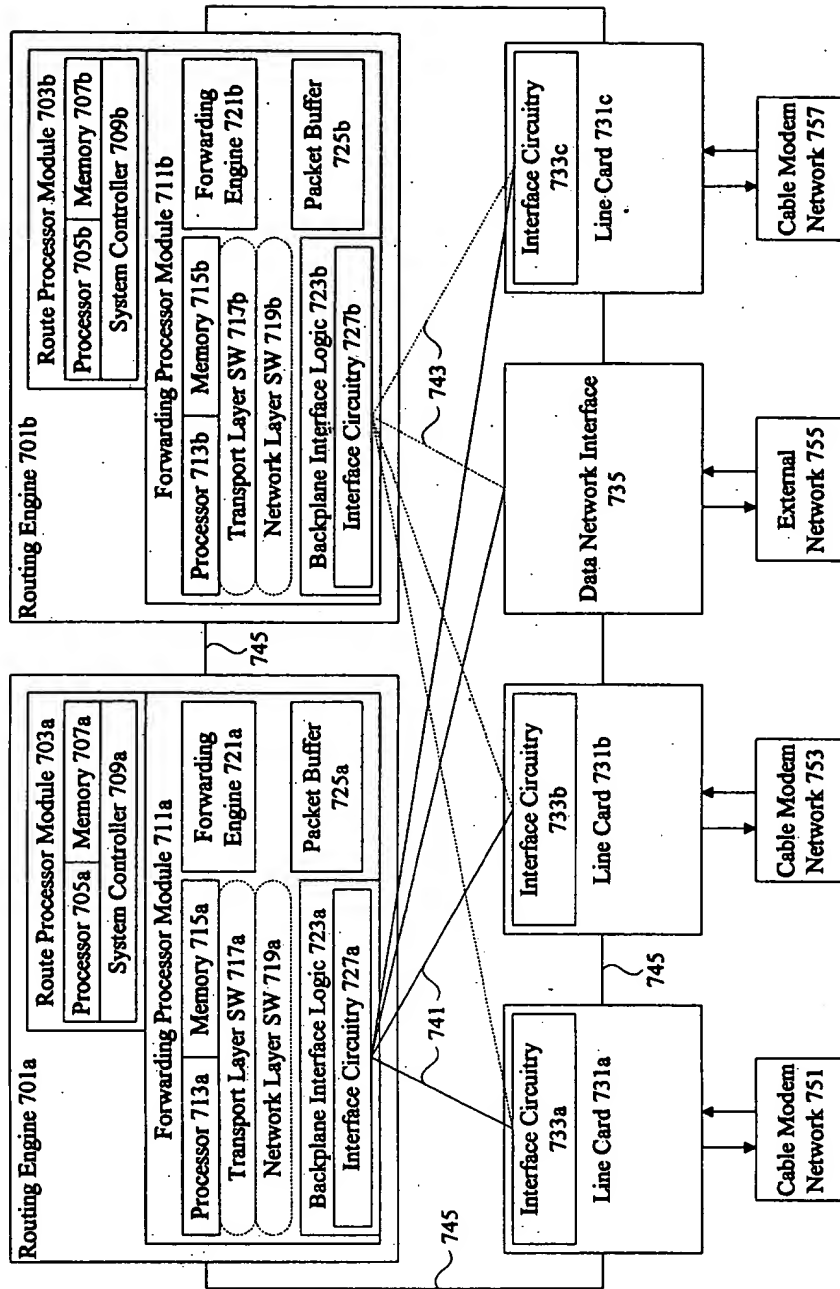 Routing Engine 701a
Route Processor Module 703a
Processor 705a
Memory 707a
System Controller 709a
Forwarding Processor Module 711a
Processor 713a
Memory 715a
Transport Layer SW 717a
Network Layer SW 719a
Forwarding
Engine 721a
Backplane Interface Logic 723a
Interface Circuitry 727a
Packet Buffer
725a
745
Routing Engine 701b
Route Processor Module 703b
Processor 705b
Memory 707b
System Controller 709b
Forwarding Processor Module 711b
Processor 713b
Memory 715b
Transport Layer SW 717b
Network Layer SW 719b
Forwarding
Engine 721b
Backplane Interface Logic 723b
Interface Circuitry 727b
Packet Buffer
725b
745
741
743
Interface Circuitry
733a
Line Card 731a
745
Interface Circuitry
733b
Line Card 731b
Data Network Interface
735
Interface Circuitry
733c
Line Card 731c
Cable Modem
Network 751
Cable Modem
Network 753
External
Network 755
Cable Modem
Network 757